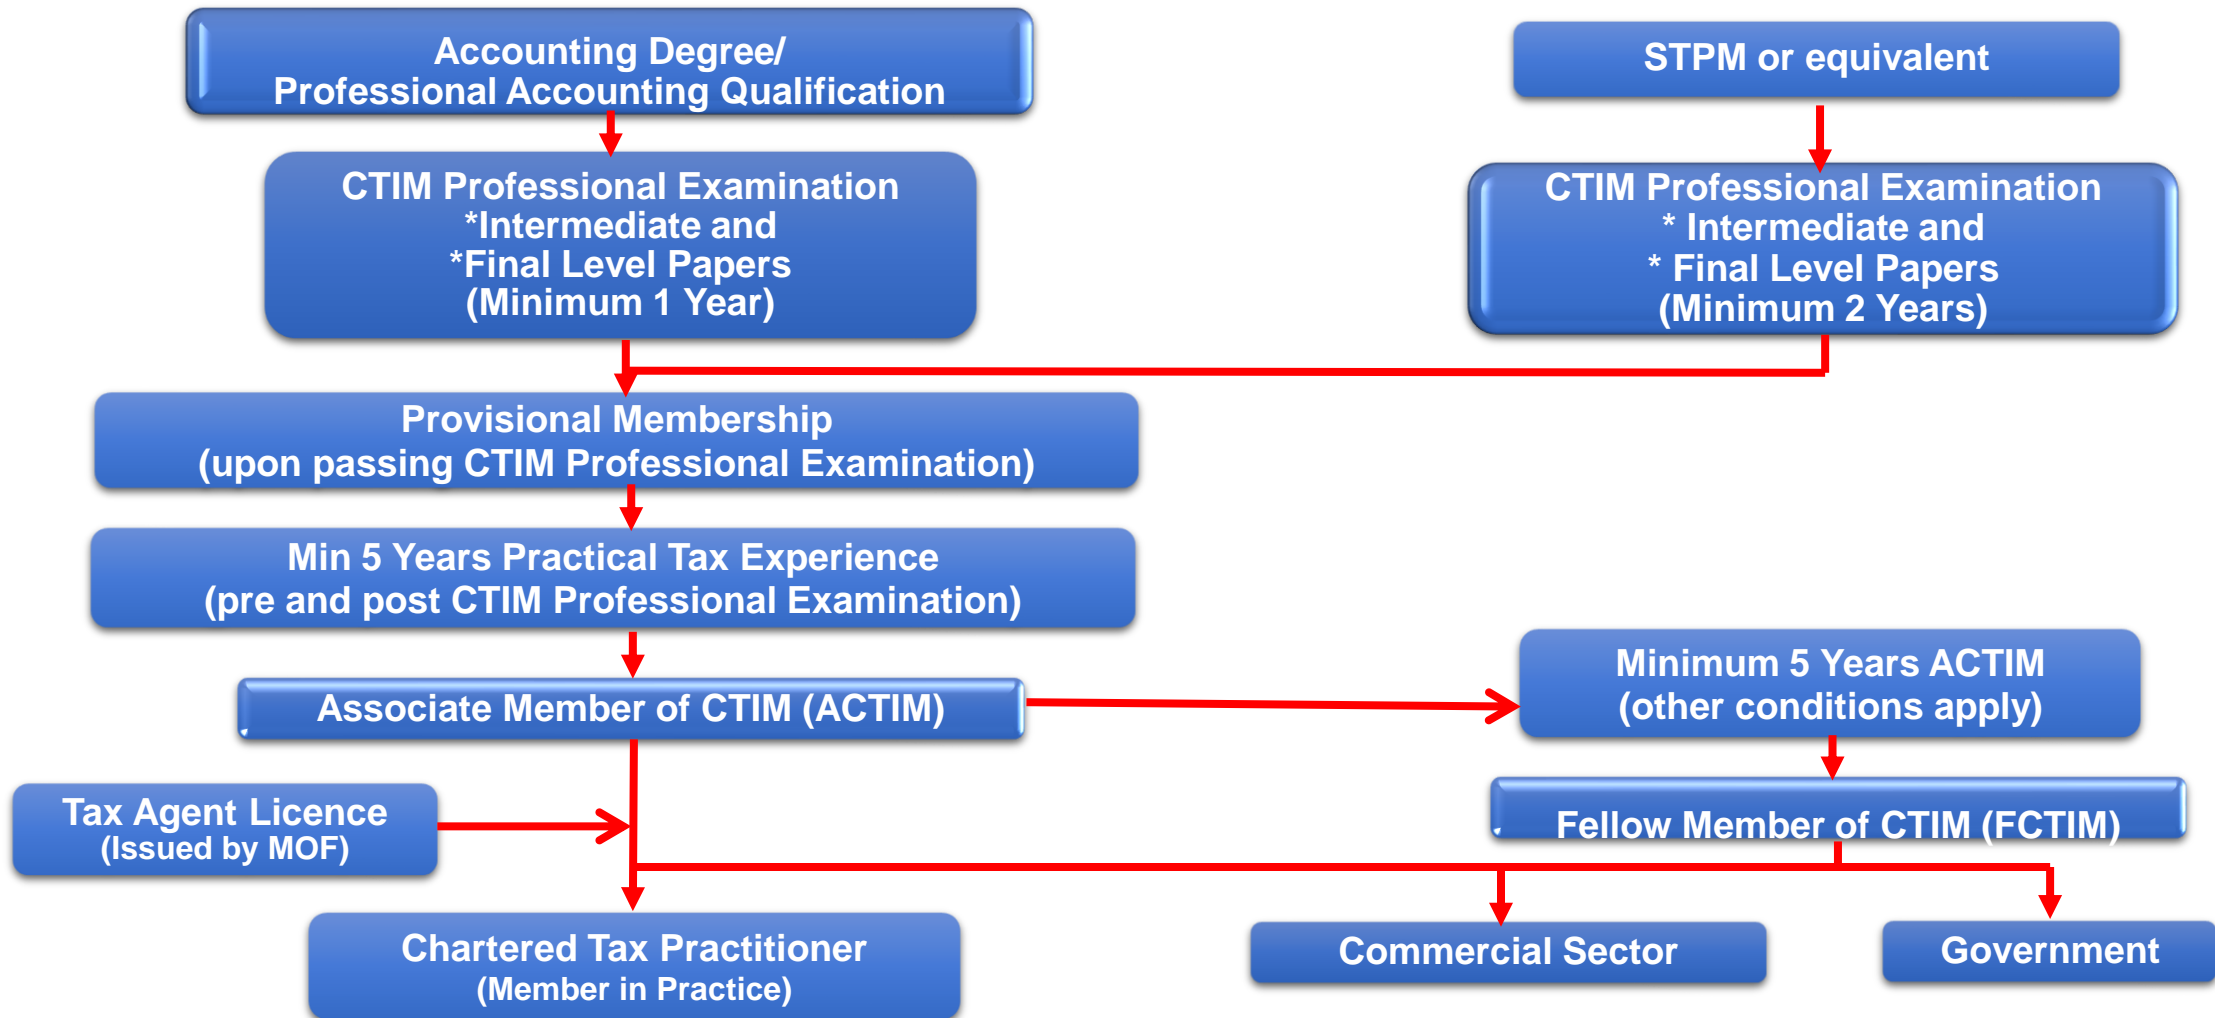 Accounting Degree/
Professional Accounting Qualification
STPM or equivalent
CTIM Professional Examination
*Intermediate and
*Final Level Papers
(Minimum 1 Year)
CTIM Professional Examination
* Intermediate and
* Final Level Papers
(Minimum 2 Years)
Provisional Membership
(upon passing CTIM Professional Examination)
Min 5 Years Practical Tax Experience
(pre and post CTIM Professional Examination)
Associate Member of CTIM (ACTIM)
Minimum 5 Years ACTIM
(other conditions apply)
Tax Agent Licence
(Issued by MOF)
Fellow Member of CTIM (FCTIM)
Chartered Tax Practitioner
(Member in Practice)
Commercial Sector
Government